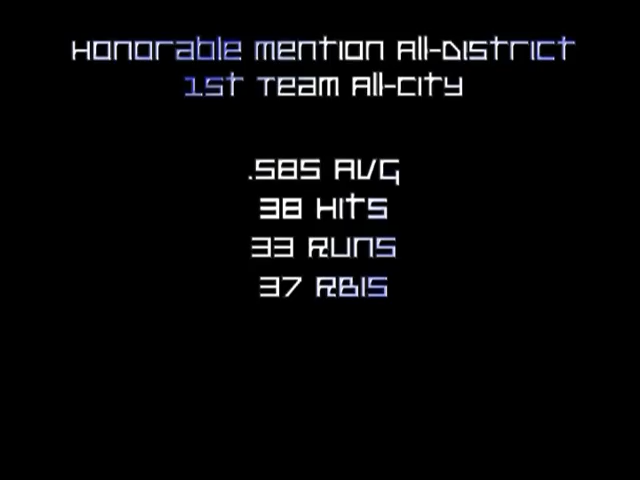 Honorable Mention All-District
1st Team All-City
.585 AVG
38 Hits
33 Runs
37 RBIs